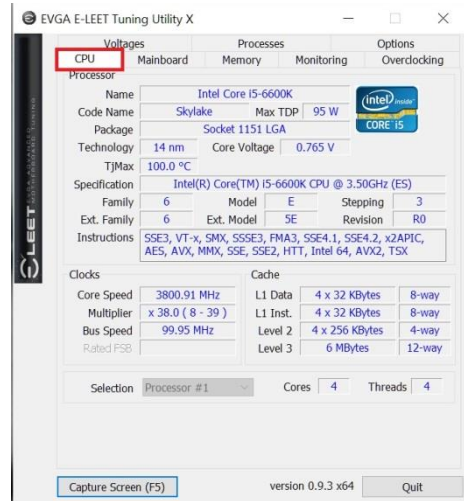 EVGA E-LEET Tuning Utility X
Voltages Processes Options
CPU Mainboard Memory Monitoring Overclocking
Processor
Name Intel Core i5-6600K
Code Name Skylake Max TDP 95 W
Package Socket 1151 LGA
Technology 14 nm Core Voltage 0.765 V
TjMax 100.0 °C
Specification Intel(R) Core(TM) i5-6600K CPU @ 3.50GHz (ES)
Family 6 Model E Stepping 3
Ext. Family 6 Ext. Model 5E Revision R0
Instructions SSE3, VT-x, SMX, SSSE3, FMA3, SSE4.1, SSE4.2, x2APIC,
AES, AVX, MMX, SSE, SSE2, HTT, Intel 64, AVX2, TSX
intel inside
CORE i5
Clocks Cache
Core Speed 3800.91 MHz L1 Data 4 x 32 KBytes 8-way
Multiplier x 38.0 ( 8 - 39 ) L1 Inst. 4 x 32 KBytes 8-way
Bus Speed 99.95 MHz Level 2 4 x 256 KBytes 4-way
Rated FSB Level 3 6 MBytes 12-way
Selection Processor #1 Cores 4 Threads 4
Capture Screen (F5) version 0.9.3 x64 Quit
ELEET
EVGA ADVANCED
MOTHERBOARD TUNING